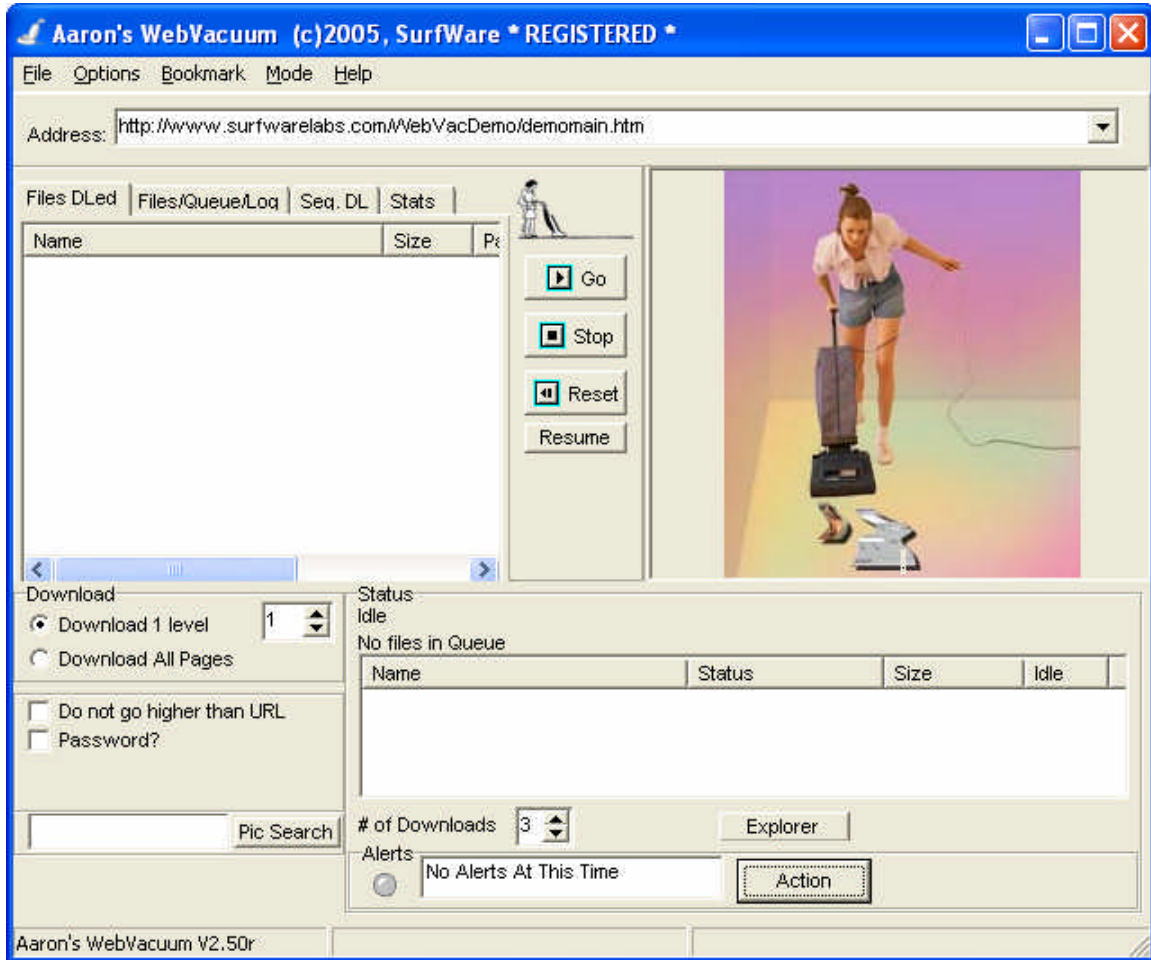 Aaron's WebVacuum (c)2005, SurfWare * REGISTERED *
File Options Bookmark Mode Help
Address: http://www.surfwarelabs.com/WebVacDemo/demomain.htm
Files DLed Files/Queue/Log Seq. DL Stats
Name Size Pa
Go
Stop
Reset
Resume
Download
Download 1 level 1
Download All Pages
Do not go higher than URL
Password?
Pic Search
Status
Idle
No files in Queue
Name Status Size Idle
# of Downloads 3 Explorer
Alerts
No Alerts At This Time Action
Aaron's WebVacuum V2.50r